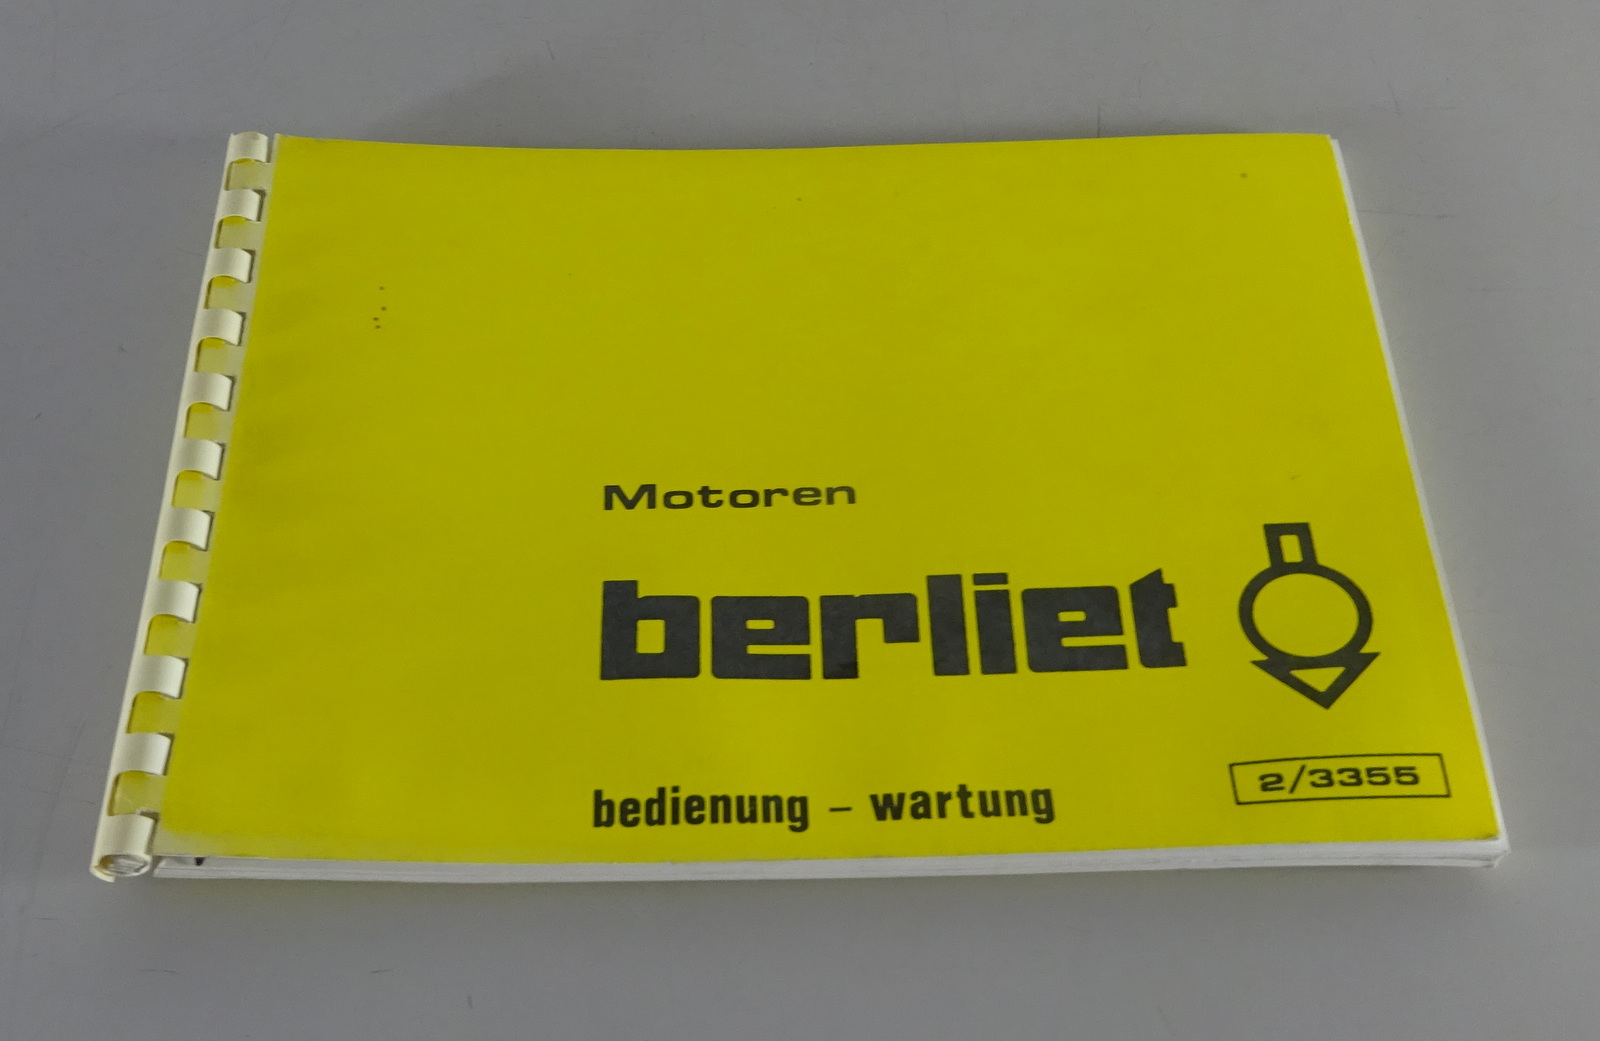 Motoren
berliet
bedienung – wartung
2/3355